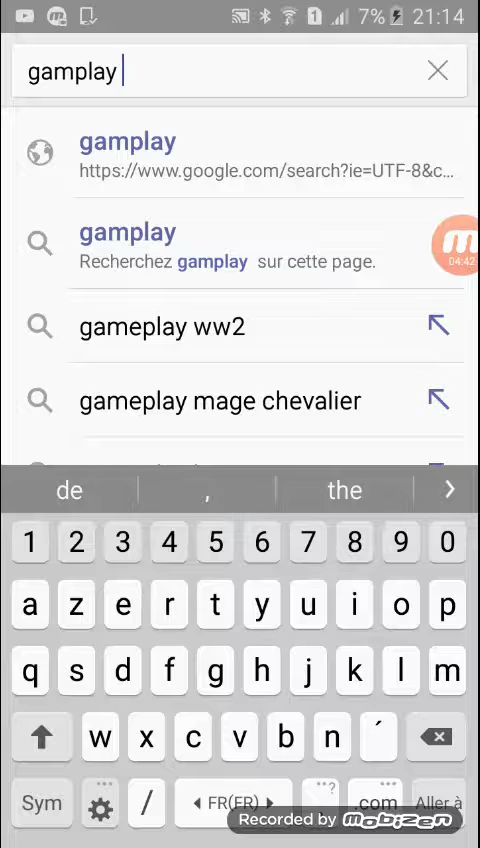 1 7% 21:14
gamplay
gamplay
https://www.google.com/search?ie=UTF-8&c...
gamplay
Recherchez gamplay sur cette page.
04:42
gameplay ww2
gameplay mage chevalier
de , the
1 2 3 4 5 6 7 8 9 0
a z e r t y u i o p
q s d f g h j k l m
w x c v b n ´
Sym / FR(FR) ...? .com Aller à
Recorded by mobizen